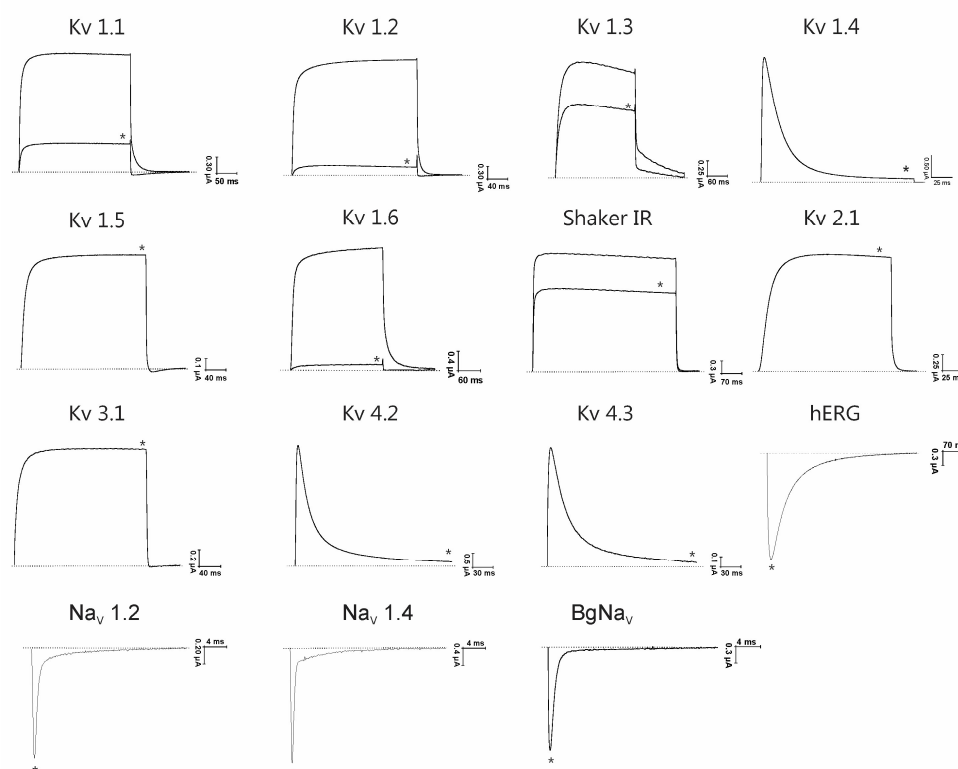 Kv 1.1
Kv 1.2
Kv 1.3
Kv 1.4
*
0.30 µA
50 ms
*
0.30 µA
40 ms
*
0.25 µA
60 ms
*
0.50 µA
25 ms
Kv 1.5
Kv 1.6
Shaker IR
Kv 2.1
*
0.1 µA
40 ms
*
0.4 µA
60 ms
*
0.3 µA
70 ms
*
0.25 µA
25 m
Kv 3.1
Kv 4.2
Kv 4.3
hERG
*
0.2 µA
40 ms
*
0.5 µA
30 ms
*
0.1 µA
30 ms
*
0.3 µA
70
Nav 1.2
Nav 1.4
BgNav
*
0.20 µA
4 ms
0.4 µA
4 ms
*
0.3 µA
4 ms